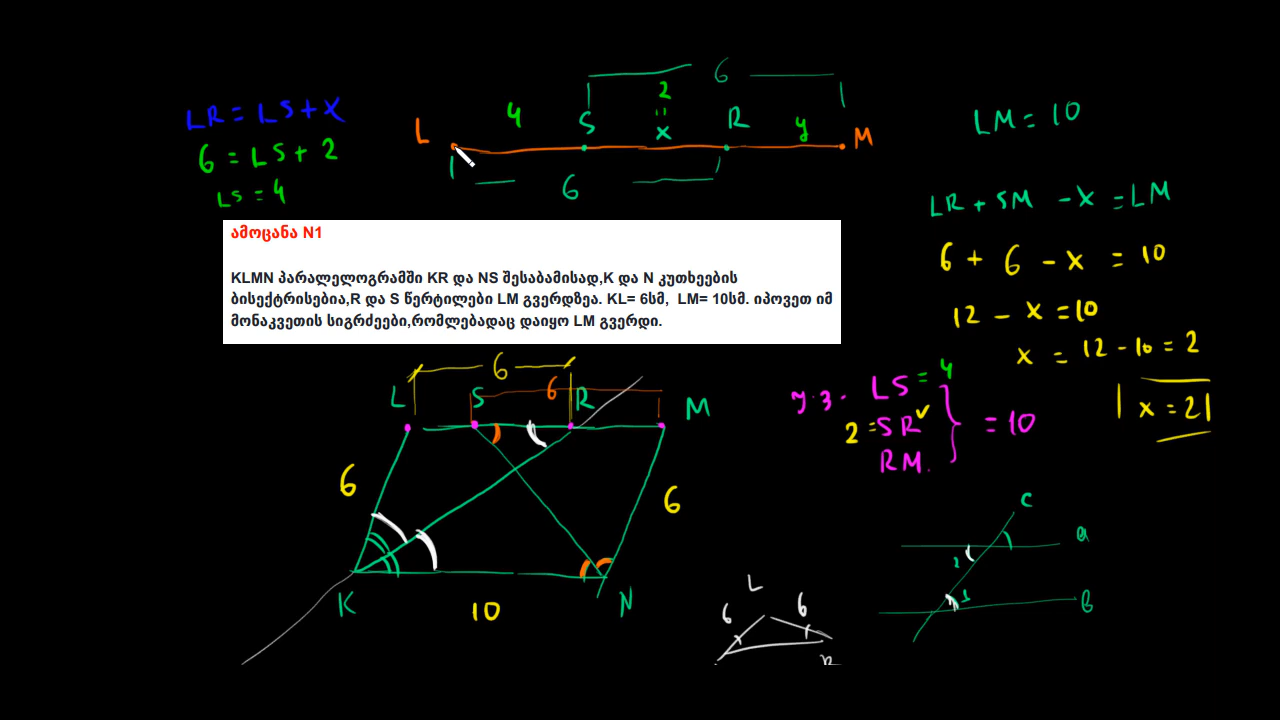 6
2
LR = LS + x
4
S
x
R
y
L
M
LM = 10
6 = LS + 2
6
LS = 4
LR + SM - x = LM
ამოცანა N1
KLMN პარალელოგრამში KR და NS შესაბამისად,K და N კუთხეების
ბისექტრისებია,R და S წერტილები LM გვერდზეა. KL= 6სმ, LM= 10სმ. იპოვეთ იმ
მონაკვეთის სიგრძეები,რომლებადაც დაიყო LM გვერდი.
6 + 6 - x = 10
12 - x = 10
x = 12 - 10 = 2
x = 2
6
6
L
S
R
M
უ.პ. LS = 4
2 = SR
RM.
= 10
6
6
K
10
N
C
a
2
1
B
L
6
6
R